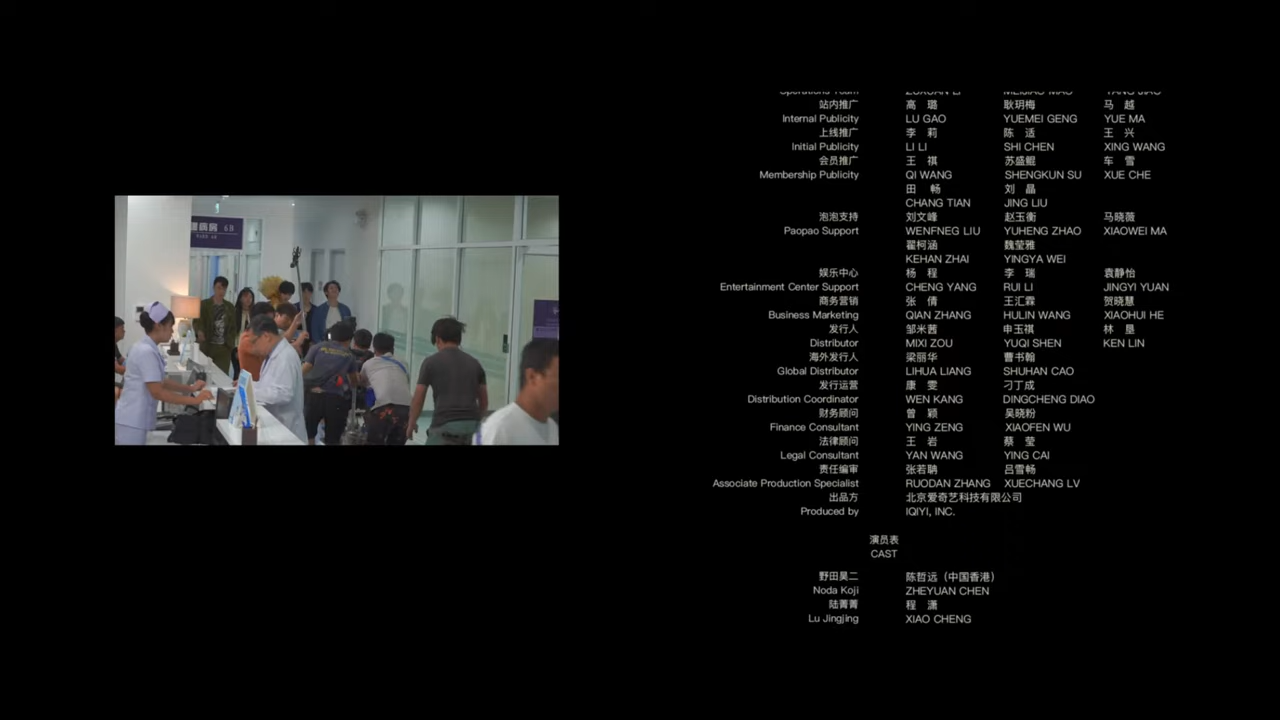 病房 6B
站内推广 高 璐 耿玥梅 马 越
Internal Publicity LU GAO YUEMEI GENG YUE MA
上线推广 李 莉 陈 适 王 兴
Initial Publicity LI LI SHI CHEN XING WANG
会员推广 王 祺 苏盛鲲 车 雪
Membership Publicity QI WANG SHENGKUN SU XUE CHE
田 畅 刘 晶
CHANG TIAN JING LIU
泡泡支持 刘文峰 赵玉衡 马晓薇
Paopao Support WENFNEG LIU YUHENG ZHAO XIAOWEI MA
翟柯涵 魏莹雅
KEHAN ZHAI YINGYA WEI
娱乐中心 杨 程 李 瑞 袁静怡
Entertainment Center Support CHENG YANG RUI LI JINGYI YUAN
商务营销 张 倩 王汇霖 贺晓慧
Business Marketing QIAN ZHANG HULIN WANG XIAOHUI HE
发行人 邹米茜 申玉祺 林 垦
Distributor MIXI ZOU YUQI SHEN KEN LIN
海外发行人 梁丽华 曹书翰
Global Distributor LIHUA LIANG SHUHAN CAO
发行运营 康 雯 刁丁成
Distribution Coordinator WEN KANG DINGCHENG DIAO
财务顾问 曾 颖 吴晓粉
Finance Consultant YING ZENG XIAOFEN WU
法律顾问 王 岩 蔡 莹
Legal Consultant YAN WANG YING CAI
责任编审 张若聃 吕雪畅
Associate Production Specialist RUODAN ZHANG XUECHANG LV
出品方 北京爱奇艺科技有限公司
Produced by IQIYI, INC.
演员表
CAST
野田昊二 陈哲远（中国香港）
Noda Koji ZHEYUAN CHEN
陆菁菁 程 潇
Lu Jingjing XIAO CHENG